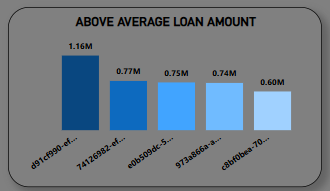 ABOVE AVERAGE LOAN AMOUNT
1.16M
0.77M
0.75M
0.74M
0.60M
d91cf990-ef...
74126982-ef...
e0b509dc-5...
973a866a-a...
c8bf0bea-70...